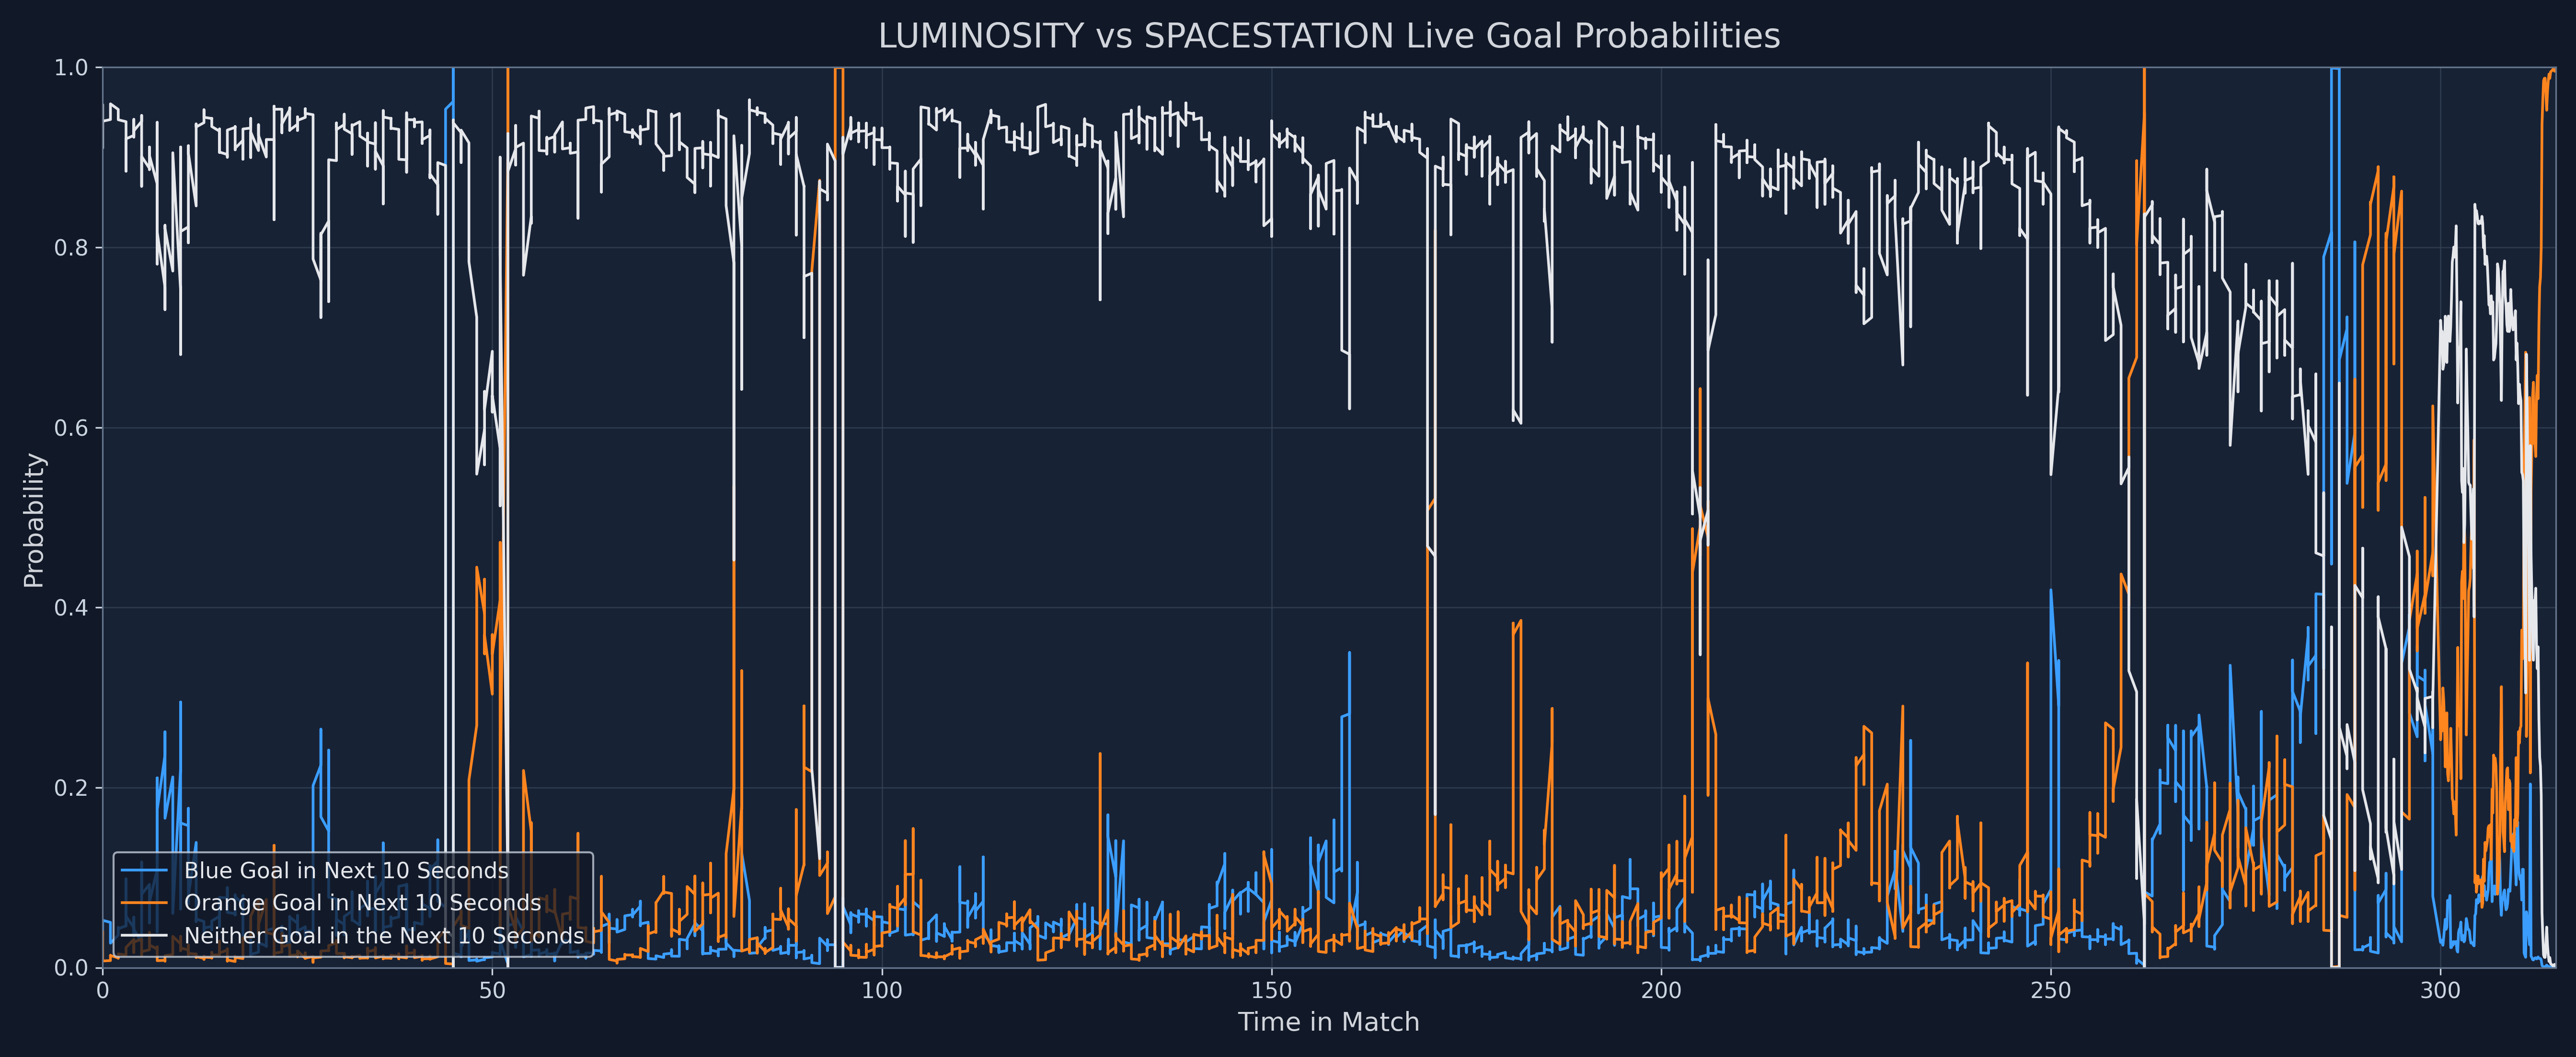 LUMINOSITY vs SPACESTATION Live Goal Probabilities
1.0
0.8
0.6
0.4
0.2
0.0
Probability
Blue Goal in Next 10 Seconds
Orange Goal in Next 10 Seconds
Neither Goal in the Next 10 Seconds
0 50 100 150 200 250 300
Time in Match